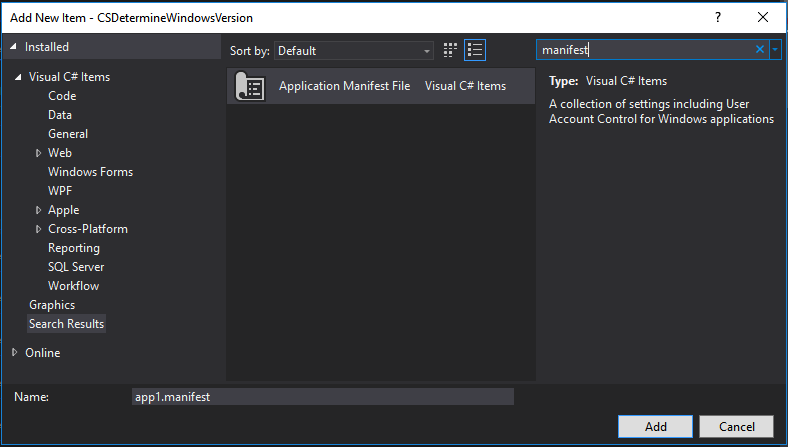 Add New Item - CSDetermineWindowsVersion
?
Installed
Sort by: Default
manifest
Visual C# Items
Code
Data
General
Web
Windows Forms
WPF
Apple
Cross-Platform
Reporting
SQL Server
Workflow
Graphics
Search Results
Online
Application Manifest File Visual C# Items
Type: Visual C# Items
A collection of settings including User
Account Control for Windows applications
Name: app1.manifest
Add Cancel